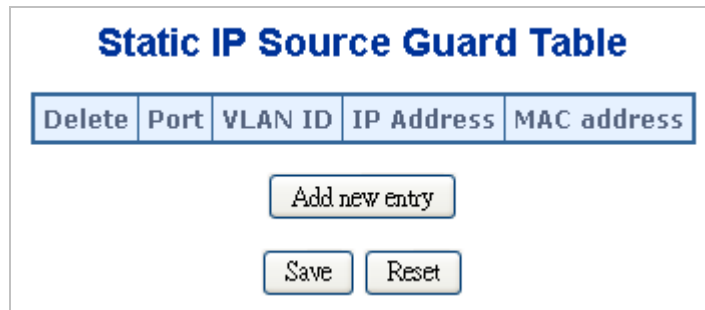 Static IP Source Guard Table
Delete Port VLAN ID IP Address MAC address
Add new entry
Save Reset